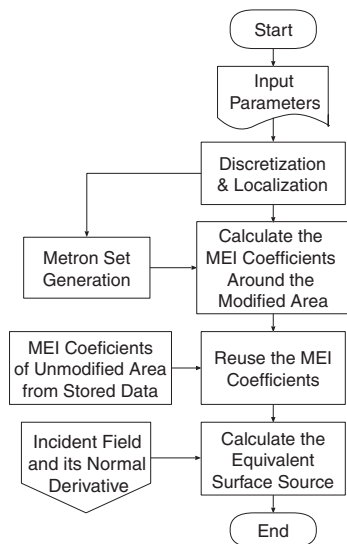 Start
Input
Parameters
Discretization
& Localization
Metron Set
Generation
Calculate the
MEI Coefficients
Around the
Modified Area
MEI Coeficients
of Unmodified Area
from Stored Data
Reuse the MEI
Coefficients
Incident Field
and its Normal
Derivative
Calculate the
Equivalent
Surface Source
End